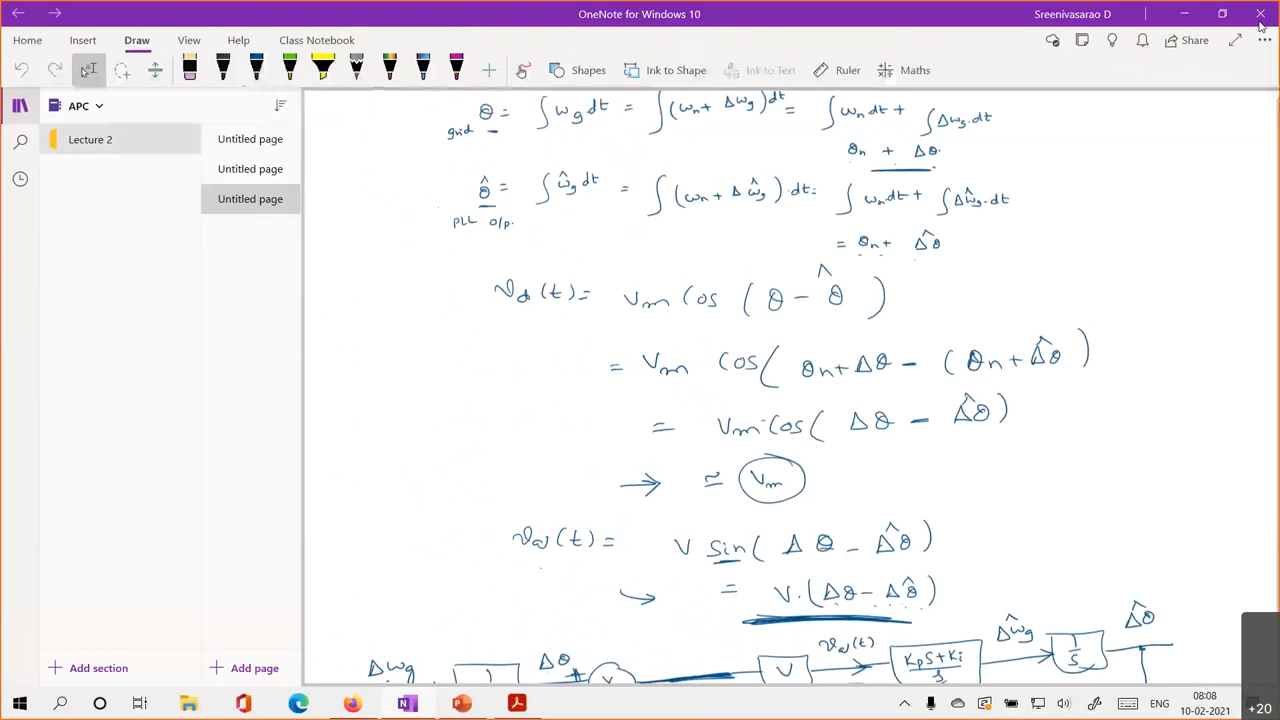 OneNote for Windows 10
Sreenivasarao D
Home Insert Draw View Help Class Notebook
Share
Shapes Ink to Shape Ink to Text Ruler Maths
APC
Lecture 2
Untitled page
Untitled page
Untitled page
θ = ∫ωg dt = ∫(ωn + Δωg)dt = ∫ωn dt + ∫Δωg.dt
grid
θn + Δθ.
θ̂ = ∫ω̂g dt = ∫(ωn + Δω̂g).dt = ∫ωn dt + ∫Δω̂g.dt
PLL O/P.
= θn + Δθ̂
vd(t) = Vm Cos (θ - θ̂)
= Vm Cos(θn + Δθ - (θn + Δθ̂)
= Vm Cos(Δθ - Δθ̂)
→ ≃ Vm
vq(t) = V Sin(Δθ - Δθ̂)
= V.(Δθ - Δθ̂)
Δωg 1 Δθ + V vq(t) KpS+Ki / S Δω̂g 1/S Δθ̂
Add section
Add page
ENG
08:08
10-02-2021
+20